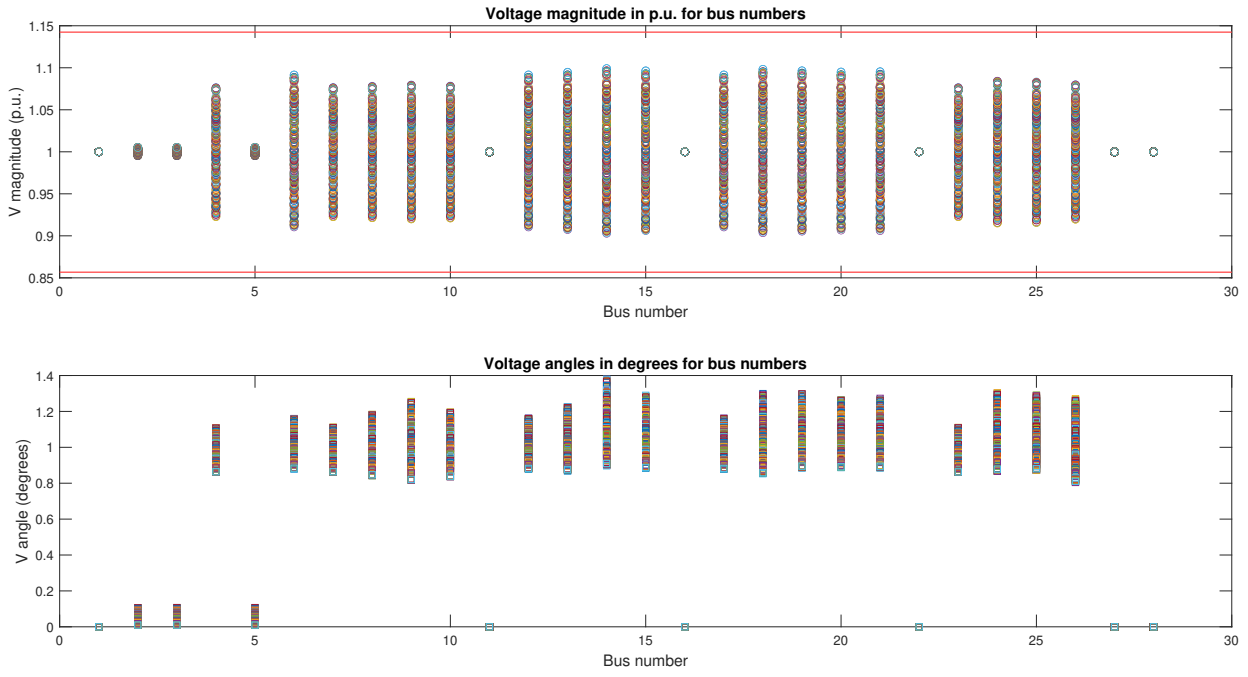 Voltage magnitude in p.u. for bus numbers
1.15
1.1
1.05
1
0.95
0.9
0.85
V magnitude (p.u.)
0 5 10 15 20 25 30
Bus number
Voltage angles in degrees for bus numbers
1.4
1.2
1
0.8
0.6
0.4
0.2
0
V angle (degrees)
0 5 10 15 20 25 30
Bus number